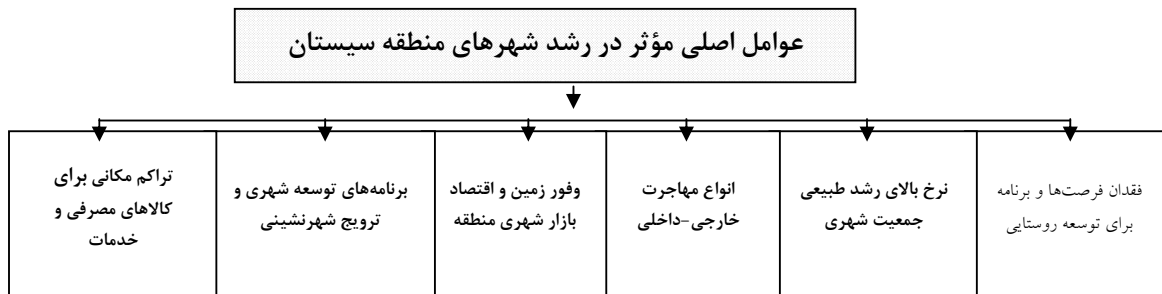 عوامل اصلی مؤثر در رشد شهرهای منطقه سیستان
فقدان فرصت‌ها و برنامه
برای توسعه روستایی
نرخ بالای رشد طبیعی
جمعیت شهری
انواع مهاجرت
خارجی-داخلی
وفور زمین و اقتصاد
بازار شهری منطقه
برنامه‌های توسعه شهری و
ترویج شهرنشینی
تراکم مکانی برای
کالاهای مصرفی و
خدمات